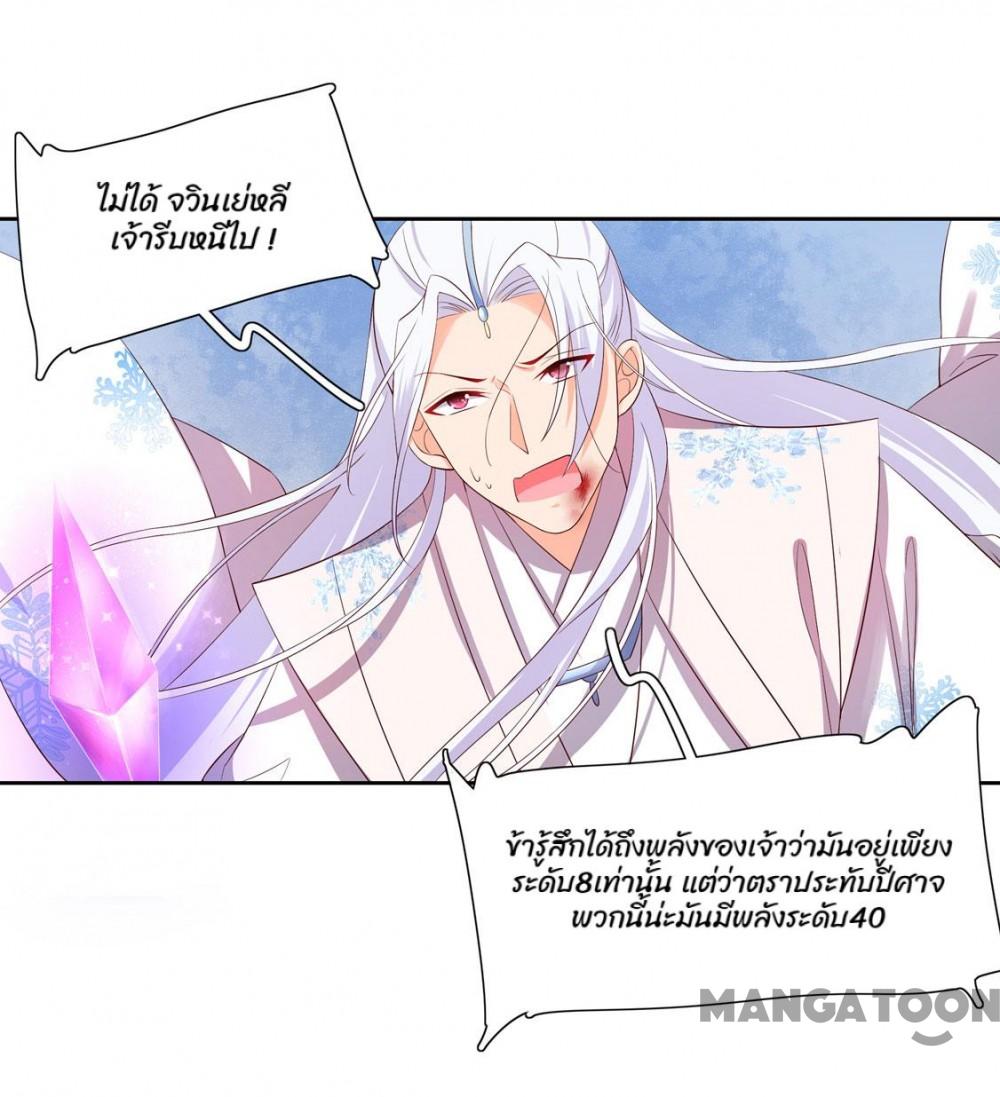 ไม่ได้ จวินเย่หลี
เจ้ารีบหนีไป !
ข้ารู้สึกได้ถึงพลังของเจ้าว่ามันอยู่เพียง
ระดับ8เท่านั้น แต่ว่าตราประทับปีศาจ
พวกนี้น่ะมันมีพลังระดับ40
MANGATOON